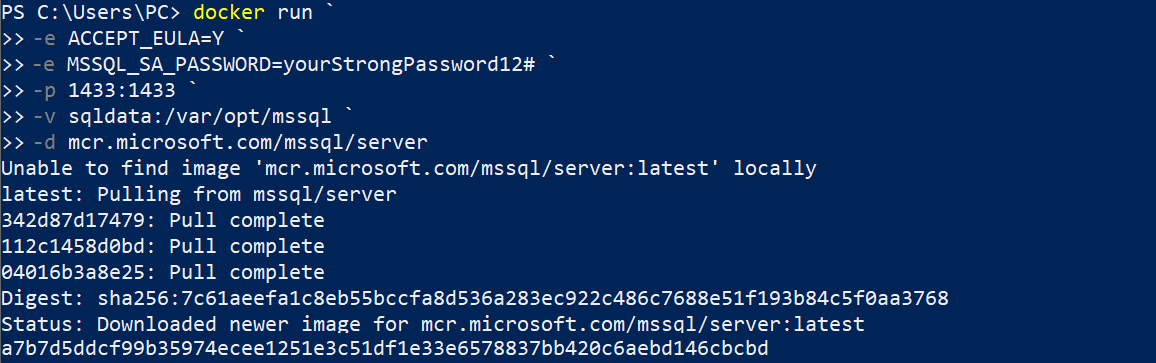 PS C:\Users\PC> docker run `
>> -e ACCEPT_EULA=Y `
>> -e MSSQL_SA_PASSWORD=yourStrongPassword12# `
>> -p 1433:1433 `
>> -v sqldata:/var/opt/mssql `
>> -d mcr.microsoft.com/mssql/server
Unable to find image 'mcr.microsoft.com/mssql/server:latest' locally
latest: Pulling from mssql/server
342d87d17479: Pull complete
112c1458d0bd: Pull complete
04016b3a8e25: Pull complete
Digest: sha256:7c61aeefa1c8eb55bccfa8d536a283ec922c486c7688e51f193b84c5f0aa3768
Status: Downloaded newer image for mcr.microsoft.com/mssql/server:latest
a7b7d5ddcf99b35974ecee1251e3c51df1e33e6578837bb420c6aebd146cbcbd